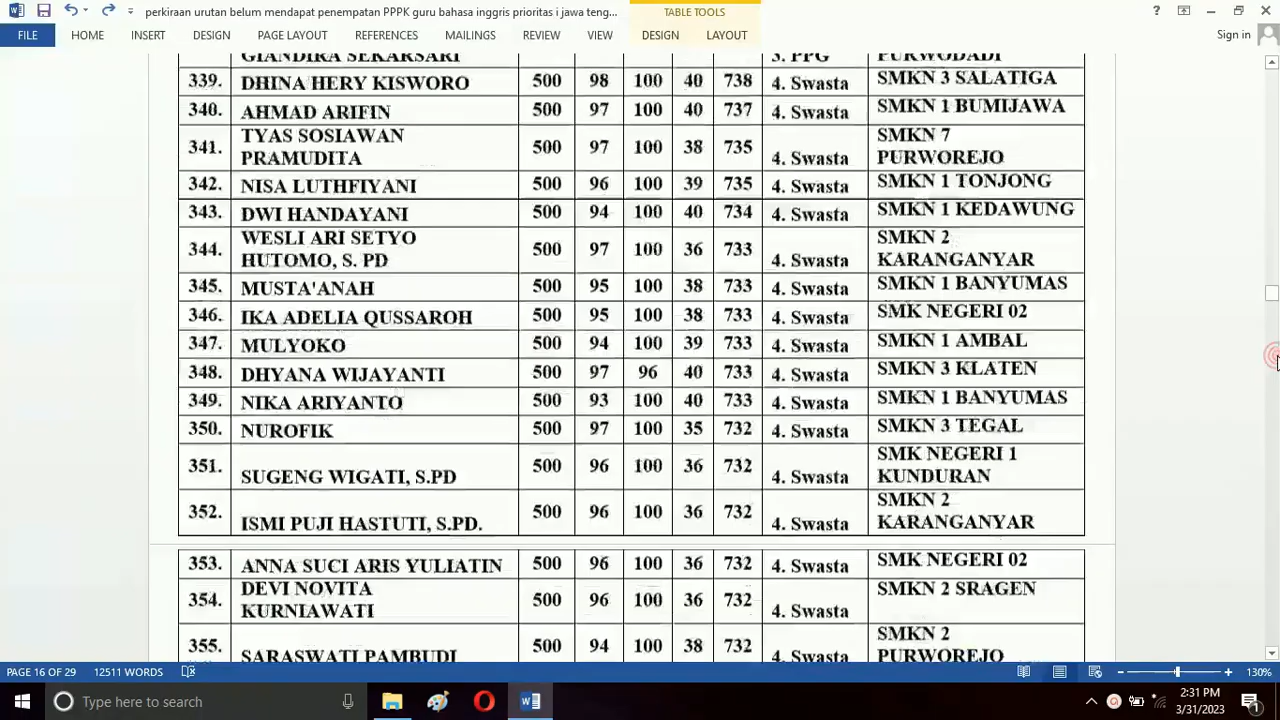 perkiraan urutan belum mendapat penempatan PPPK guru bahasa inggris prioritas i jawa teng...
TABLE TOOLS
FILE HOME INSERT DESIGN PAGE LAYOUT REFERENCES MAILINGS REVIEW VIEW DESIGN LAYOUT Sign in
GIANDIRA SEKARSARI 3. PPG PURWODADI
339. DHINA HERY KISWORO 500 98 100 40 738 4. Swasta SMKN 3 SALATIGA
340. AHMAD ARIFIN 500 97 100 40 737 4. Swasta SMKN 1 BUMIJAWA
341. TYAS SOSIAWAN 500 97 100 38 735 4. Swasta SMKN 7
PRAMUDITA PURWOREJO
342. NISA LUTHFIYANI 500 96 100 39 735 4. Swasta SMKN 1 TONJONG
343. DWI HANDAYANI 500 94 100 40 734 4. Swasta SMKN 1 KEDAWUNG
344. WESLI ARI SETYO 500 97 100 36 733 4. Swasta SMKN 2
HUTOMO, S. PD KARANGANYAR
345. MUSTA'ANAH 500 95 100 38 733 4. Swasta SMKN 1 BANYUMAS
346. IKA ADELIA QUSSAROH 500 95 100 38 733 4. Swasta SMK NEGERI 02
347. MULYOKO 500 94 100 39 733 4. Swasta SMKN 1 AMBAL
348. DHYANA WIJAYANTI 500 97 96 40 733 4. Swasta SMKN 3 KLATEN
349. NIKA ARIYANTO 500 93 100 40 733 4. Swasta SMKN 1 BANYUMAS
350. NUROFIK 500 97 100 35 732 4. Swasta SMKN 3 TEGAL
351. SUGENG WIGATI, S.PD 500 96 100 36 732 4. Swasta SMK NEGERI 1
KUNDURAN
352. ISMI PUJI HASTUTI, S.PD. 500 96 100 36 732 4. Swasta SMKN 2
KARANGANYAR
353. ANNA SUCI ARIS YULIATIN 500 96 100 36 732 4. Swasta SMK NEGERI 02
354. DEVI NOVITA 500 96 100 36 732 4. Swasta SMKN 2 SRAGEN
KURNIAWATI
355. SARASWATI PAMBUDI 500 94 100 38 732 4. Swasta SMKN 2
PURWOREJO
PAGE 16 OF 29 12511 WORDS 130%
Type here to search
2:31 PM
3/31/2023